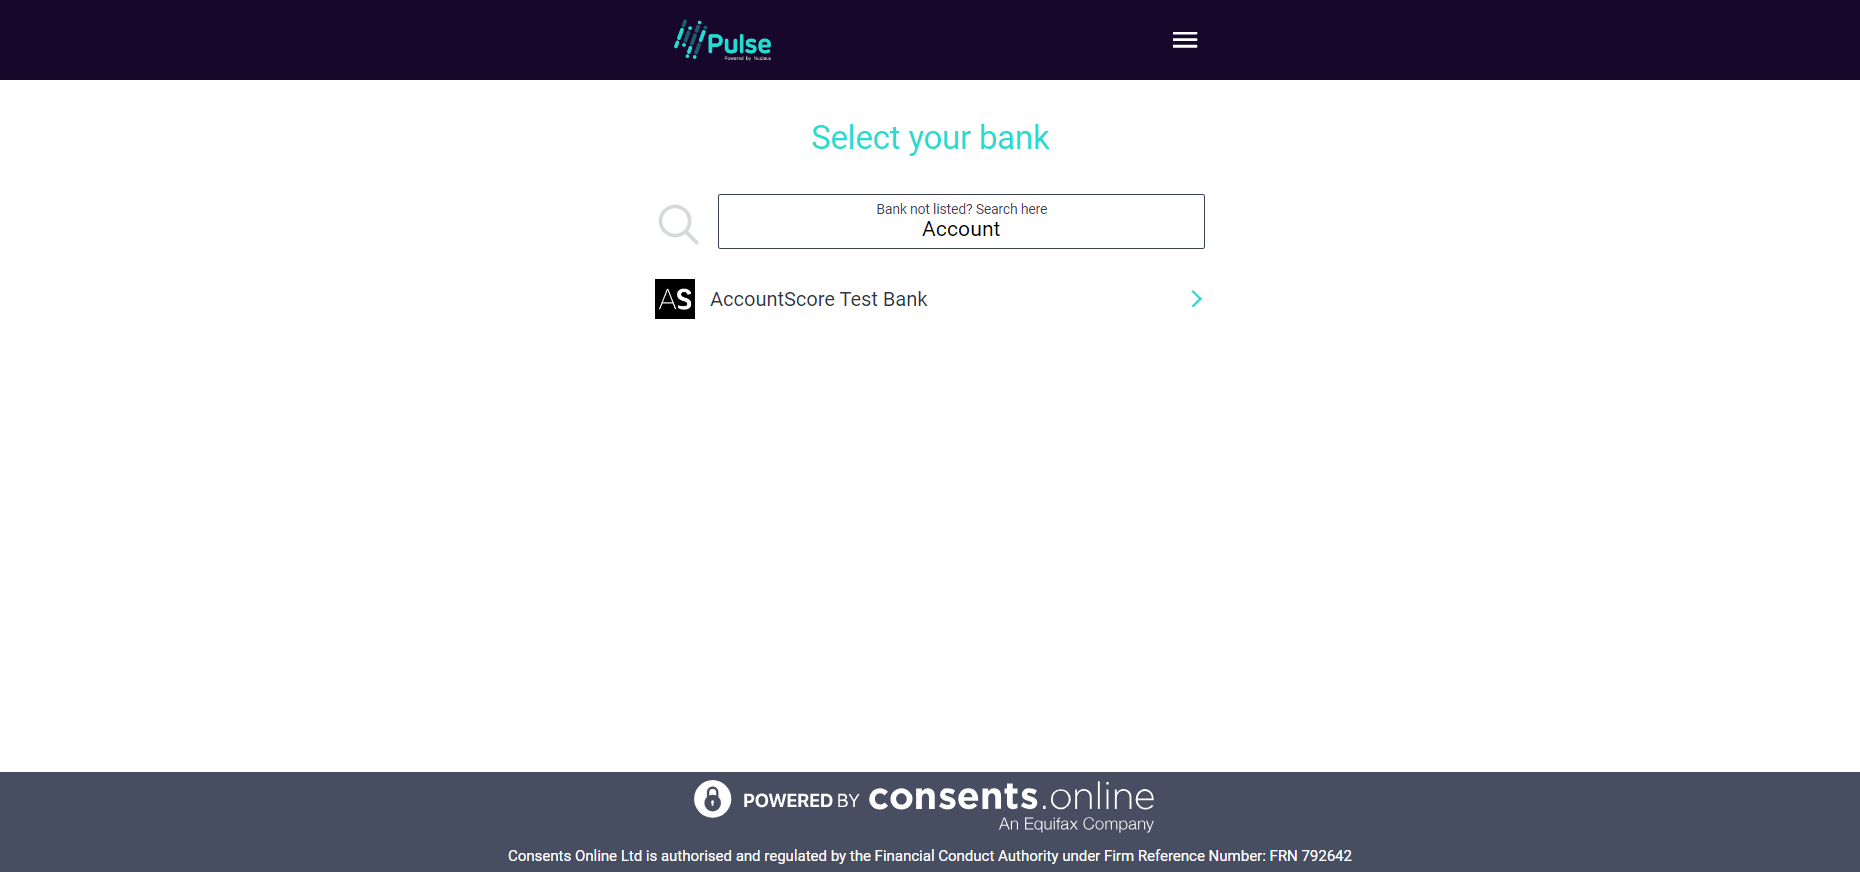 Pulse
Powered by Nucleus
Select your bank
Bank not listed? Search here
Account
AS AccountScore Test Bank
POWERED BY consents.online
An Equifax Company
Consents Online Ltd is authorised and regulated by the Financial Conduct Authority under Firm Reference Number: FRN 792642